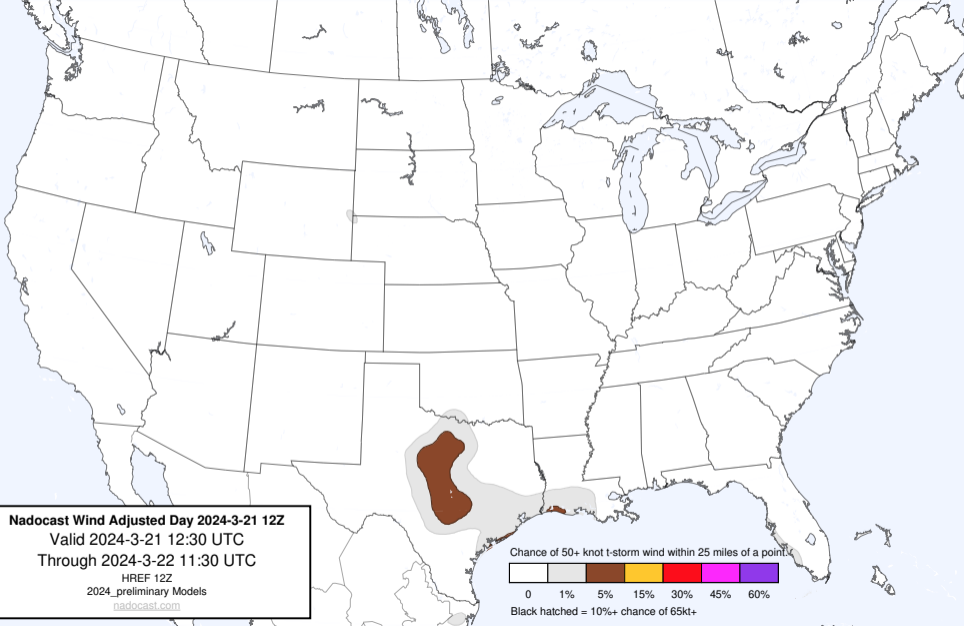 Nadocast Wind Adjusted Day 2024-3-21 12Z
Valid 2024-3-21 12:30 UTC
Through 2024-3-22 11:30 UTC
HREF 12Z
2024_preliminary Models
nadocast.com
Chance of 50+ knot t-storm wind within 25 miles of a point.
0 1% 5% 15% 30% 45% 60%
Black hatched = 10%+ chance of 65kt+